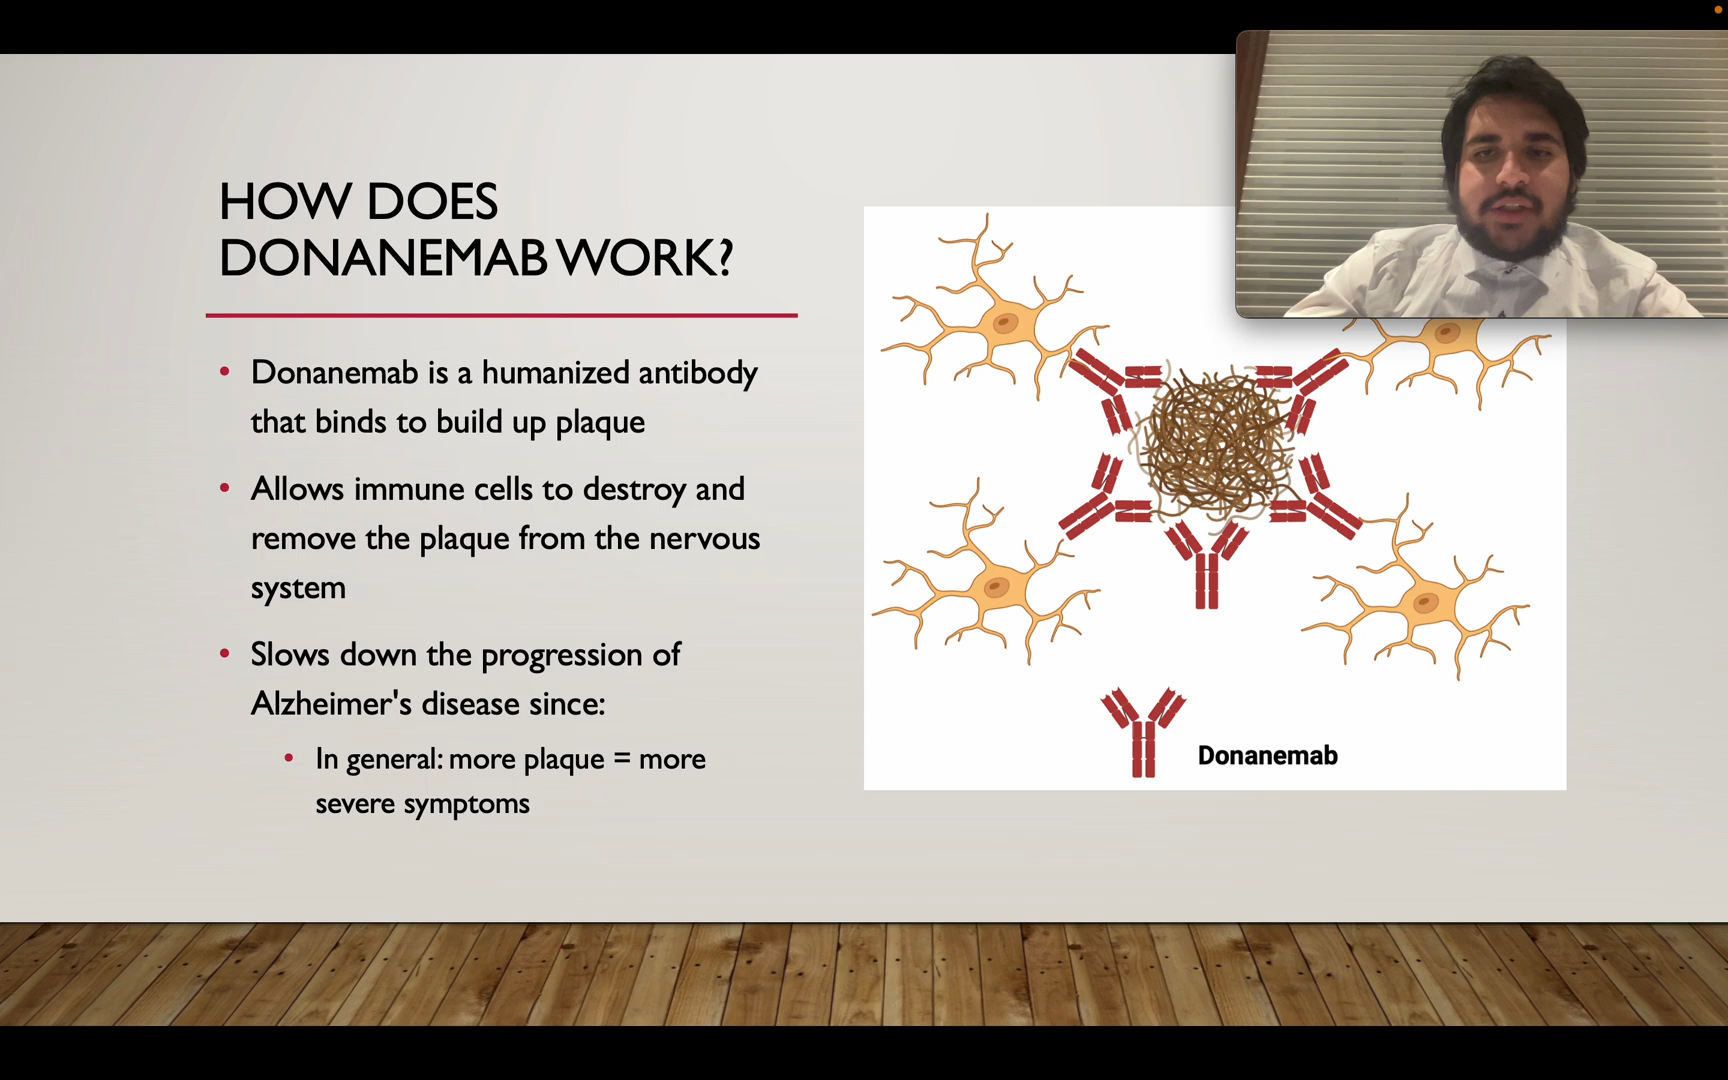 HOW DOES
DONANEMAB WORK?
• Donanemab is a humanized antibody
that binds to build up plaque
• Allows immune cells to destroy and
remove the plaque from the nervous
system
• Slows down the progression of
Alzheimer's disease since:
• In general: more plaque = more
severe symptoms
Donanemab